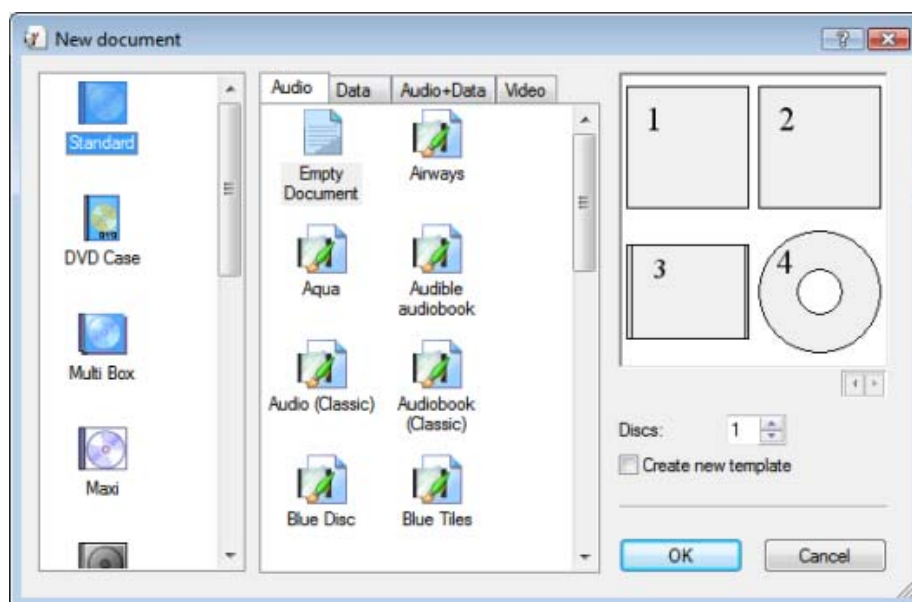 New document
Standard
DVD Case
Multi Box
Maxi
Audio
Data
Audio+Data
Video
Empty
Document
Airways
Aqua
Audible
audiobook
Audio (Classic)
Audiobook
(Classic)
Blue Disc
Blue Tiles
1
2
3
4
Discs:
1
Create new template
OK
Cancel